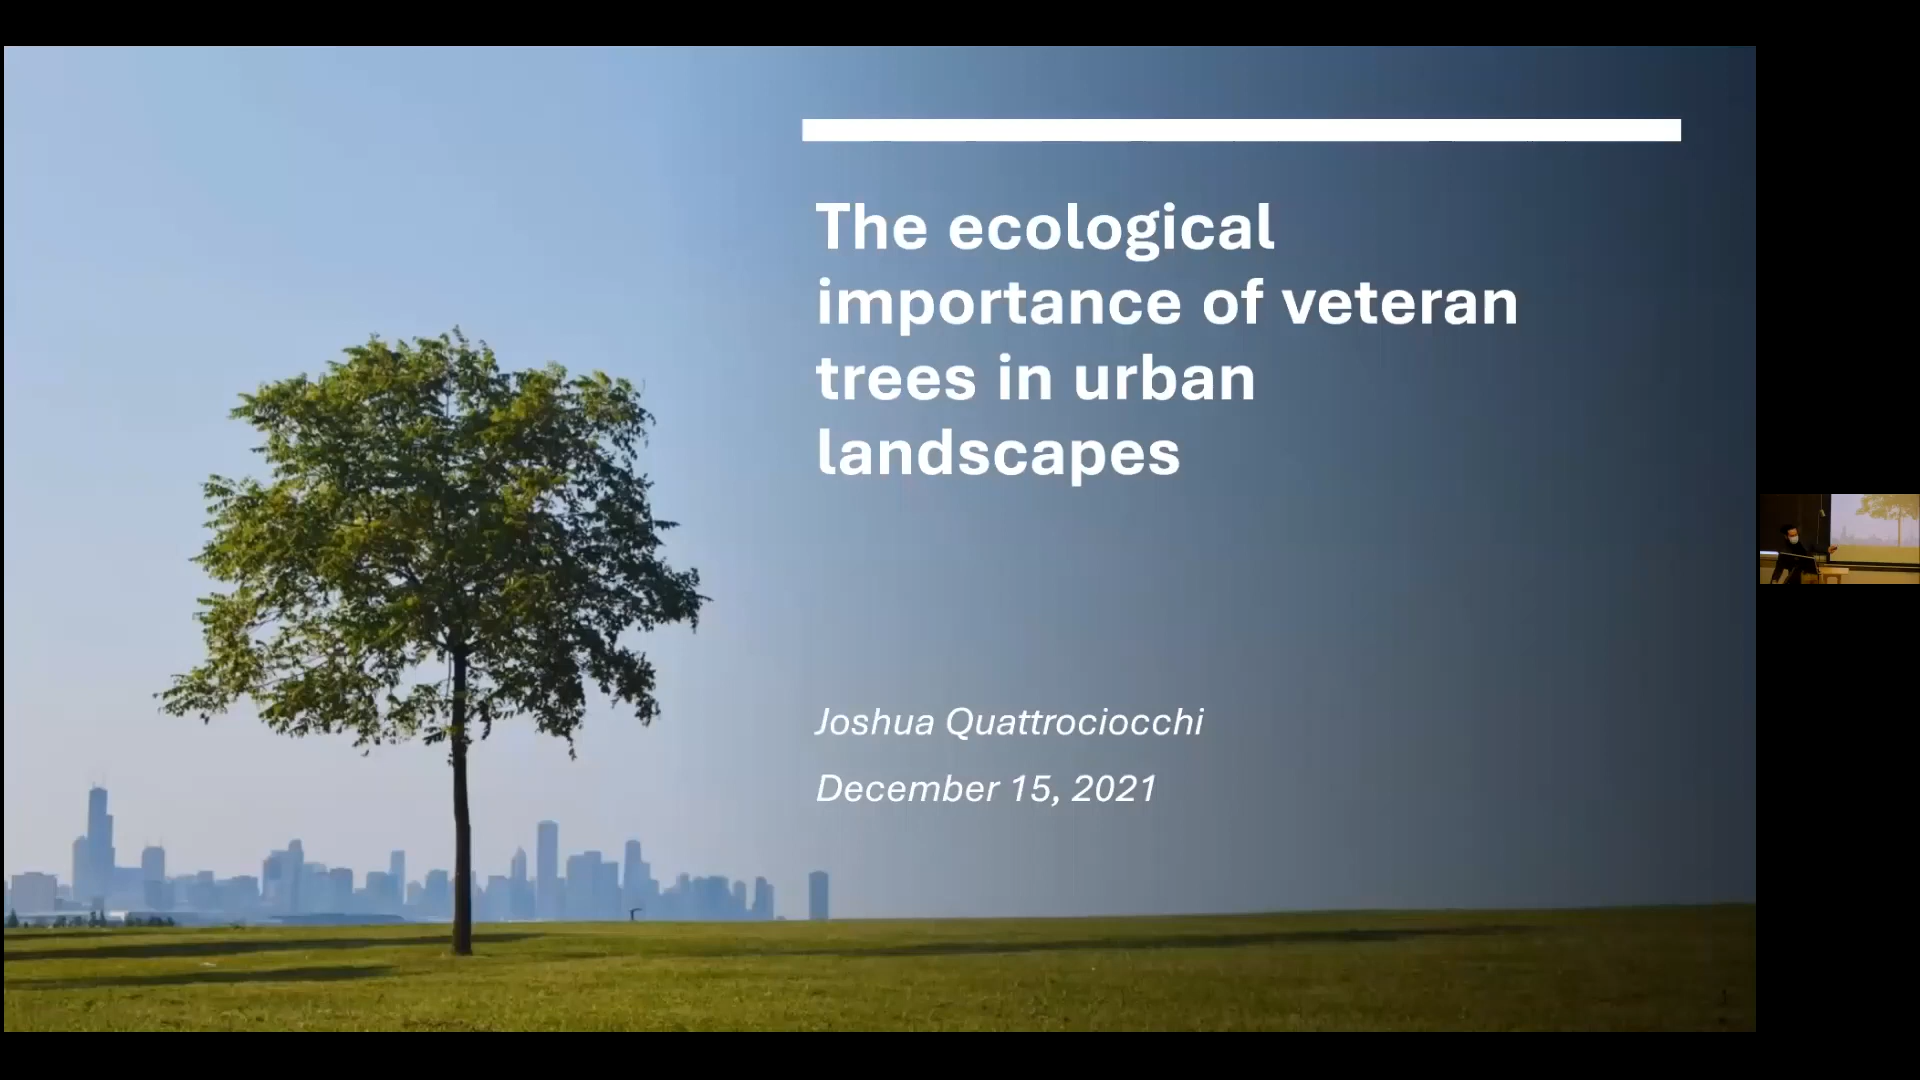 The ecological
importance of veteran
trees in urban
landscapes
Joshua Quattrociocchi
December 15, 2021